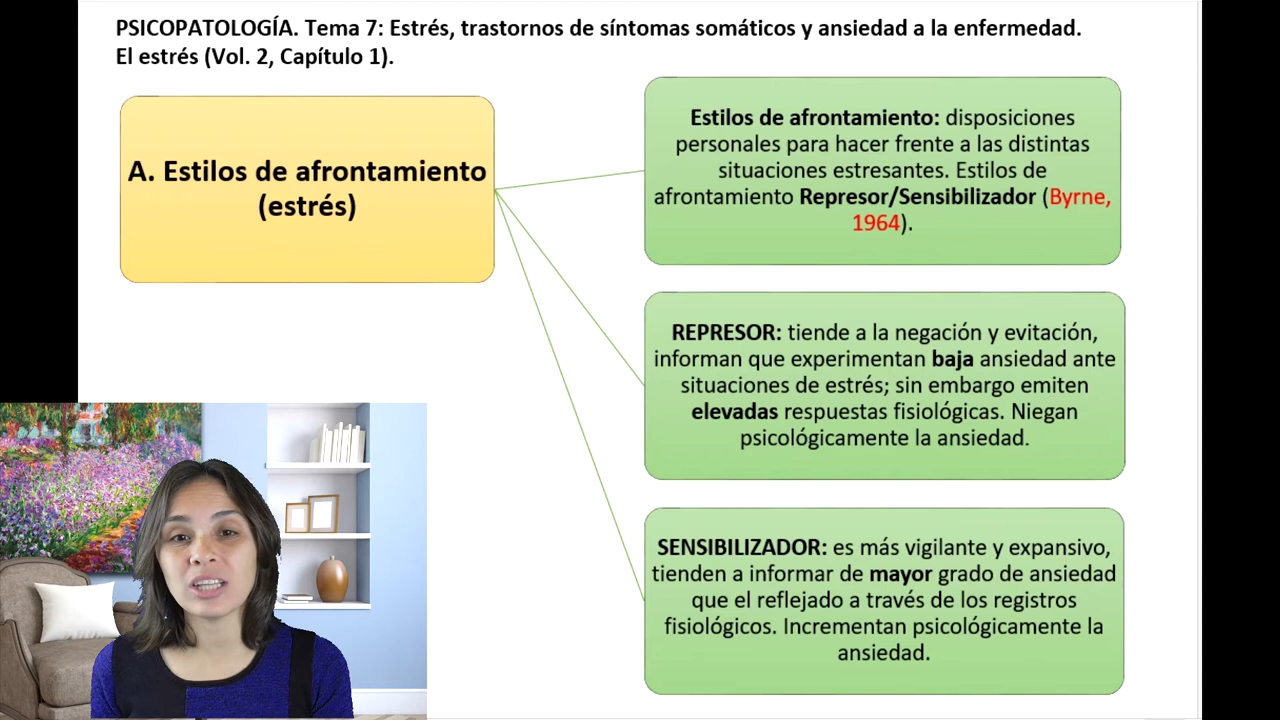 PSICOPATOLOGÍA. Tema 7: Estrés, trastornos de síntomas somáticos y ansiedad a la enfermedad.
El estrés (Vol. 2, Capítulo 1).
A. Estilos de afrontamiento
(estrés)
Estilos de afrontamiento: disposiciones
personales para hacer frente a las distintas
situaciones estresantes. Estilos de
afrontamiento Represor/Sensibilizador (Byrne,
1964).
REPRESOR: tiende a la negación y evitación,
informan que experimentan baja ansiedad ante
situaciones de estrés; sin embargo emiten
elevadas respuestas fisiológicas. Niegan
psicológicamente la ansiedad.
SENSIBILIZADOR: es más vigilante y expansivo,
tienden a informar de mayor grado de ansiedad
que el reflejado a través de los registros
fisiológicos. Incrementan psicológicamente la
ansiedad.